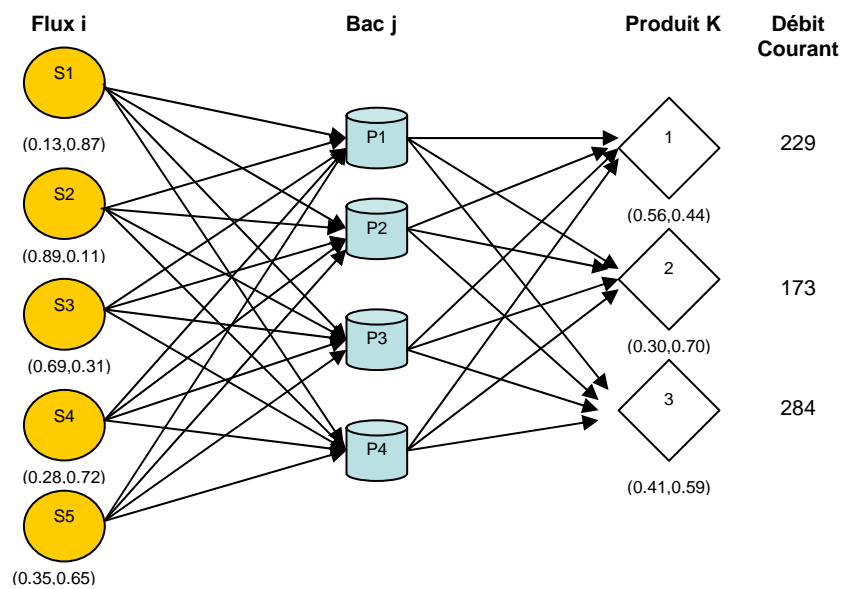 Flux i
Bac j
Produit K
Débit
Courant
S1
(0.13,0.87)
S2
(0.89,0.11)
S3
(0.69,0.31)
S4
(0.28,0.72)
S5
(0.35,0.65)
P1
P2
P3
P4
1
(0.56,0.44)
2
(0.30,0.70)
3
(0.41,0.59)
229
173
284